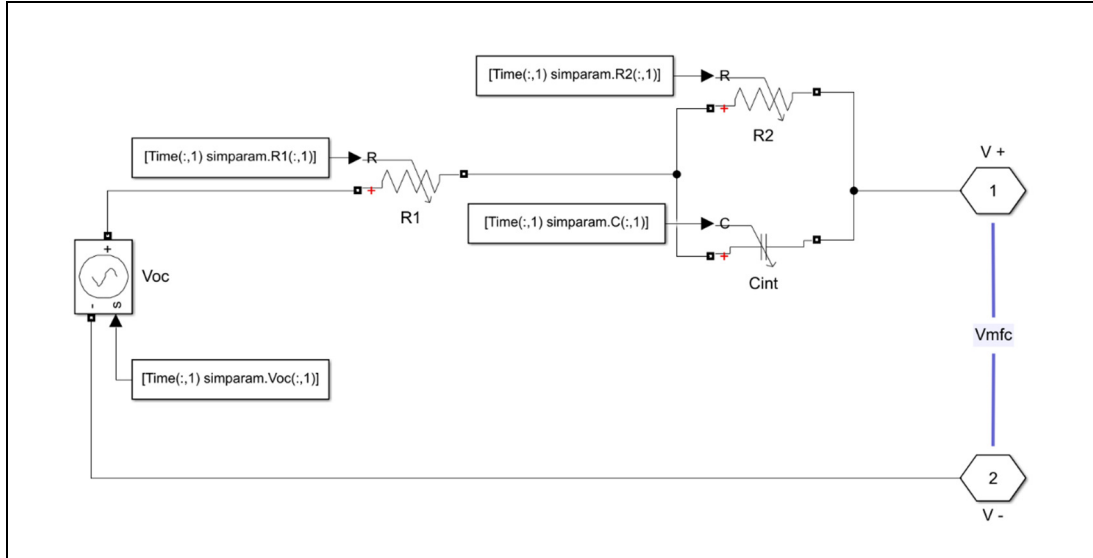 [Time(:,1) simparam.R2(:,1)]
R
+
R2
[Time(:,1) simparam.R1(:,1)]
R
+
R1
[Time(:,1) simparam.C(:,1)]
C
+
Cint
+
Voc
-
s
[Time(:,1) simparam.Voc(:,1)]
V +
1
Vmfc
2
V -